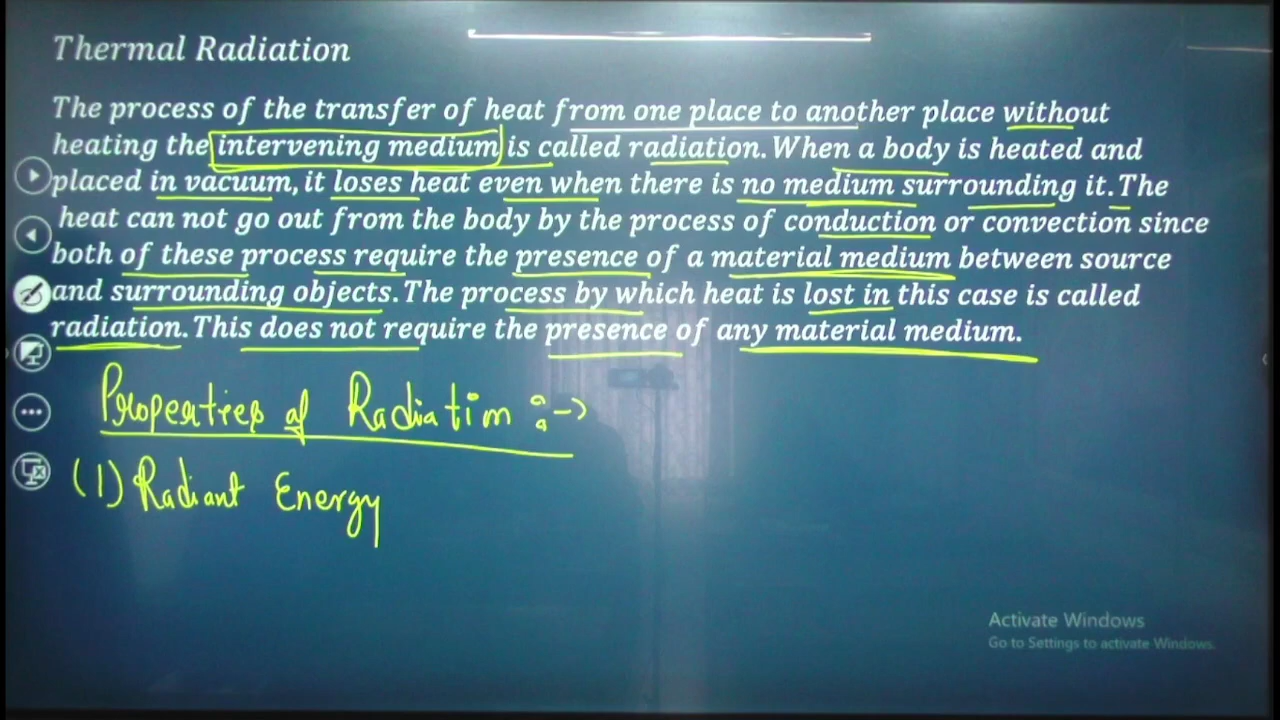 Thermal Radiation
The process of the transfer of heat from one place to another place without
heating the intervening medium is called radiation. When a body is heated and
placed in vacuum, it loses heat even when there is no medium surrounding it. The
heat can not go out from the body by the process of conduction or convection since
both of these process require the presence of a material medium between source
and surrounding objects. The process by which heat is lost in this case is called
radiation. This does not require the presence of any material medium.
Properties of Radiation :->
(1) Radiant Energy
Activate Windows
Go to Settings to activate Windows.